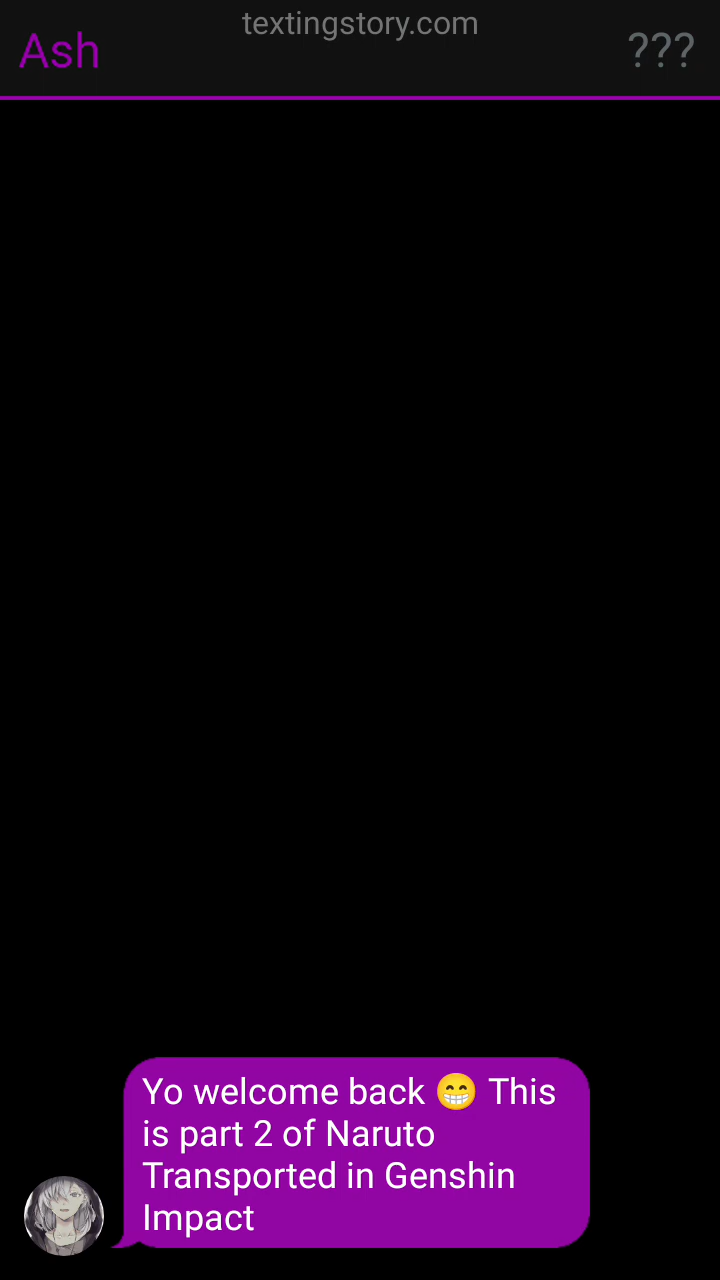 textingstory.com
Ash
???
Yo welcome back 😁 This
is part 2 of Naruto
Transported in Genshin
Impact